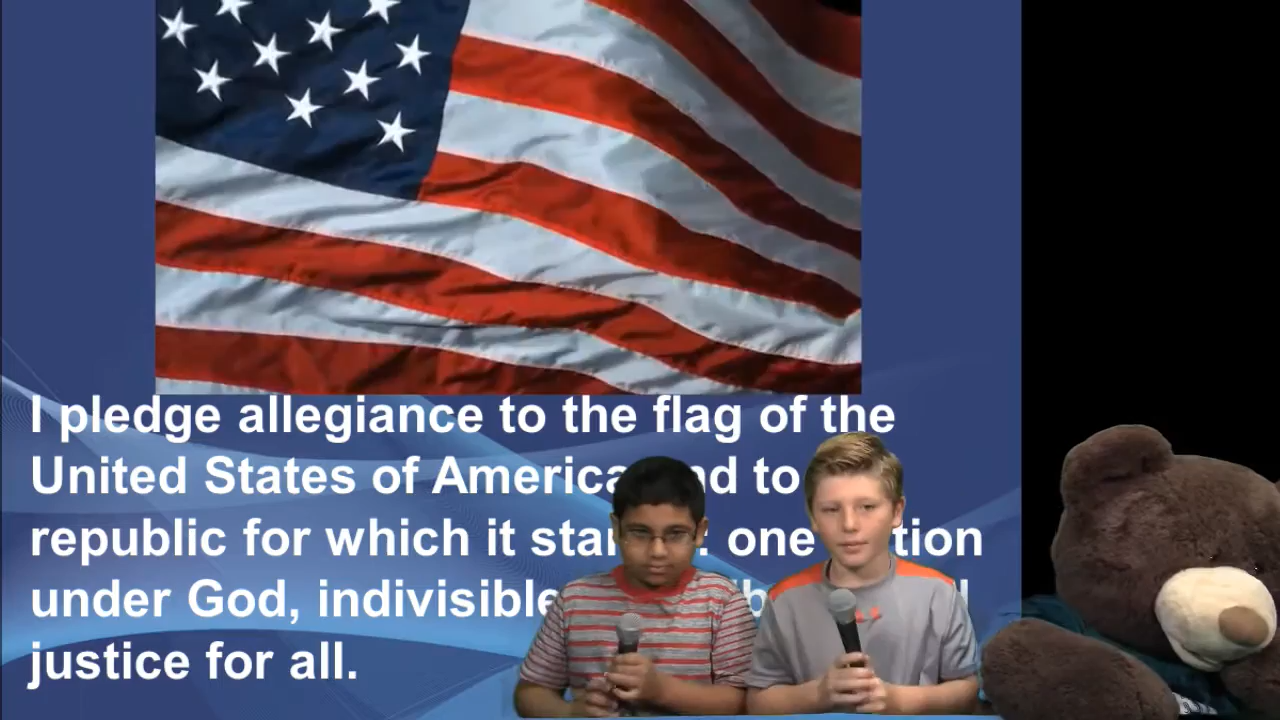 I pledge allegiance to the flag of the
United States of America nd to
republic for which it sta : one tion
under God, indivisible
justice for all.